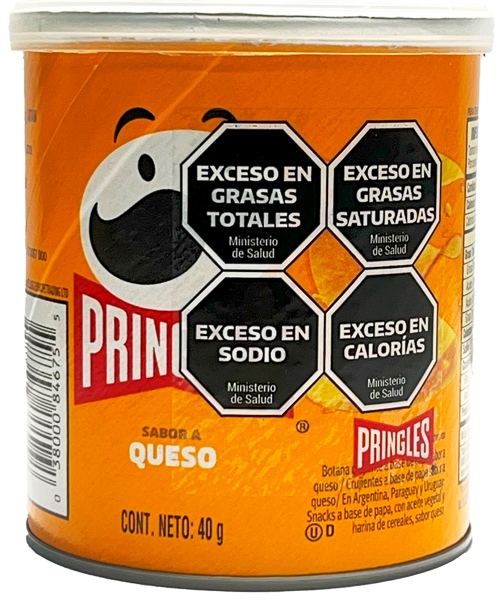 EXCESO EN
GRASAS
TOTALES
Ministerio
de Salud
EXCESO EN
GRASAS
SATURADAS
Ministerio
de Salud
EXCESO EN
SODIO
Ministerio
de Salud
EXCESO EN
CALORÍAS
Ministerio
de Salud
PRING
SABOR A
QUESO
®
PRINGLES
Botana
queso / Crujientes a base de papa sabor a
queso/ En Argentina, Paraguay y Uruguay:
Snacks a base de papa, con aceite vegetal y
harina de cereales, sabor queso
U D
CONT. NETO: 40 g
0 38000 84675 5